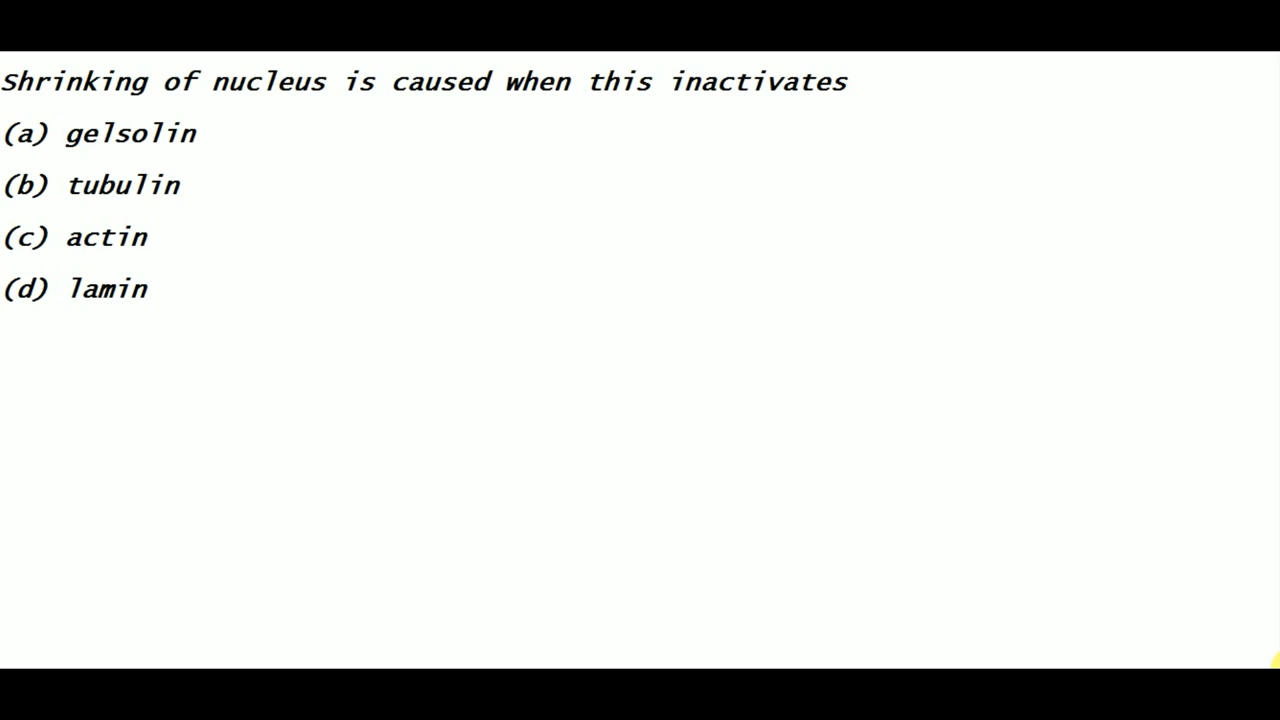 Shrinking of nucleus is caused when this inactivates
(a) gelsolin
(b) tubulin
(c) actin
(d) lamin